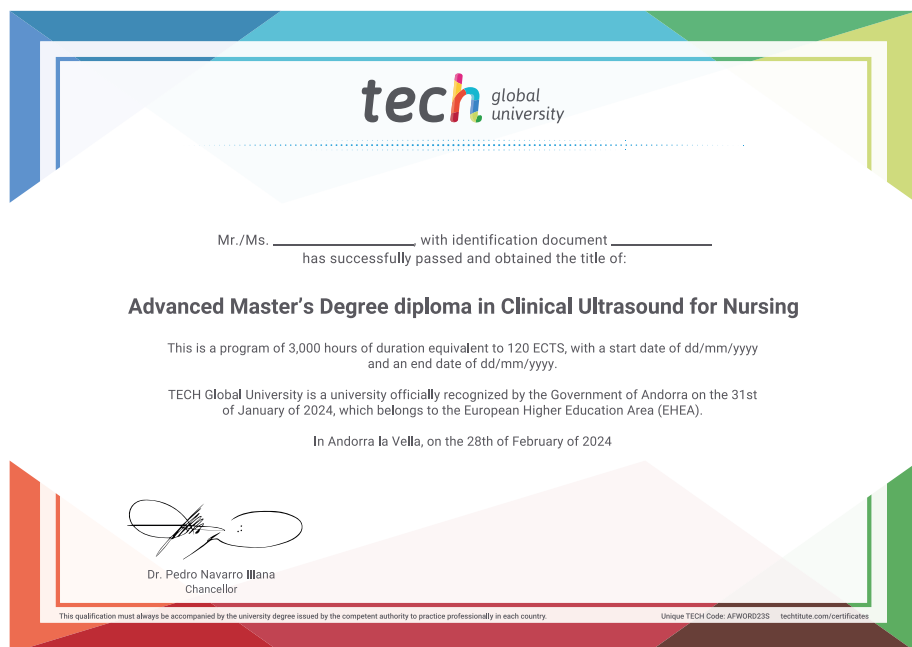 tech global
university
Mr./Ms. ____________, with identification document ____________
has successfully passed and obtained the title of:
Advanced Master's Degree diploma in Clinical Ultrasound for Nursing
This is a program of 3,000 hours of duration equivalent to 120 ECTS, with a start date of dd/mm/yyyy
and an end date of dd/mm/yyyy.
TECH Global University is a university officially recognized by the Government of Andorra on the 31st
of January of 2024, which belongs to the European Higher Education Area (EHEA).
In Andorra la Vella, on the 28th of February of 2024
Dr. Pedro Navarro Illana
Chancellor
This qualification must always be accompanied by the university degree issued by the competent authority to practice professionally in each country.
Unique TECH Code: AFWORD23S techtitute.com/certificates